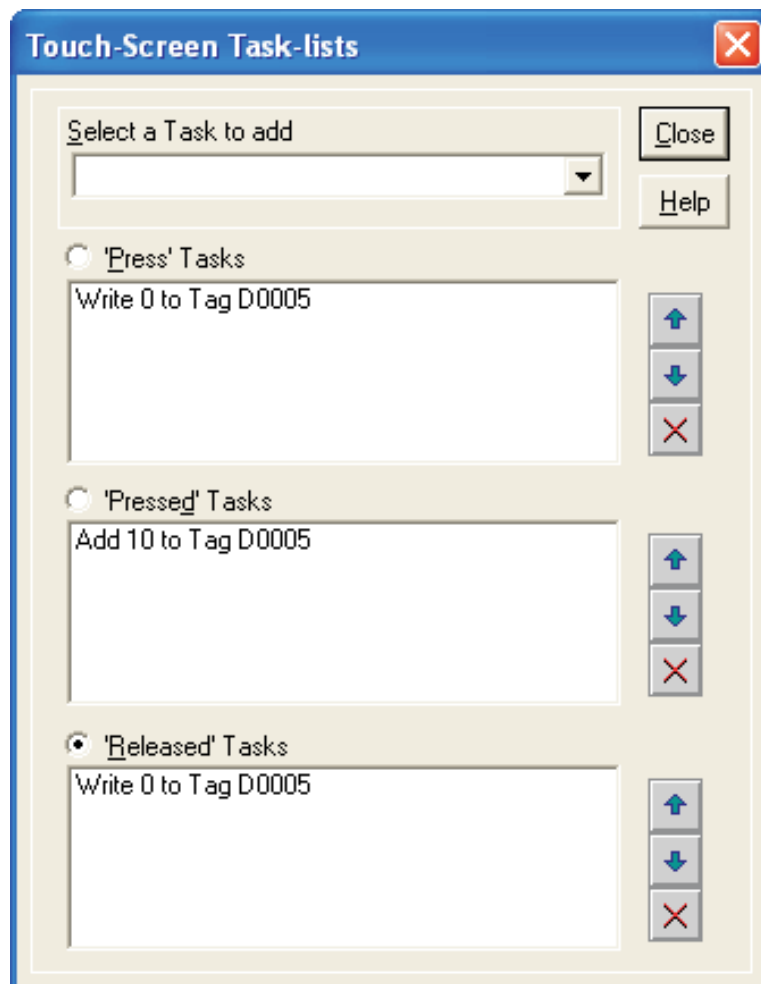 Touch-Screen Task-lists
Select a Task to add
Close
Help
'Press' Tasks
Write 0 to Tag D0005
'Pressed' Tasks
Add 10 to Tag D0005
'Released' Tasks
Write 0 to Tag D0005